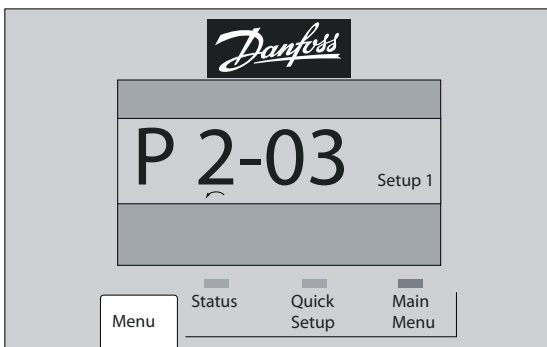 Danfoss
P 2-03
Setup 1
Menu
Status
Quick
Setup
Main
Menu